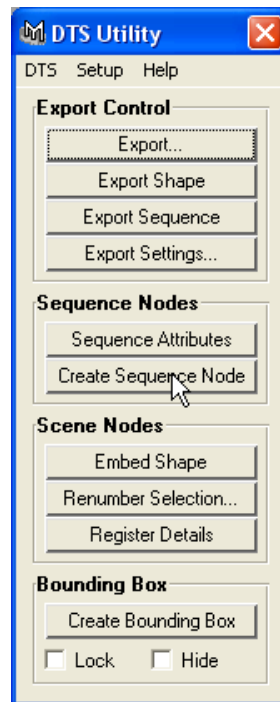 DTS Utility
DTS Setup Help
Export Control
Export...
Export Shape
Export Sequence
Export Settings...
Sequence Nodes
Sequence Attributes
Create Sequence Node
Scene Nodes
Embed Shape
Renumber Selection...
Register Details
Bounding Box
Create Bounding Box
Lock Hide